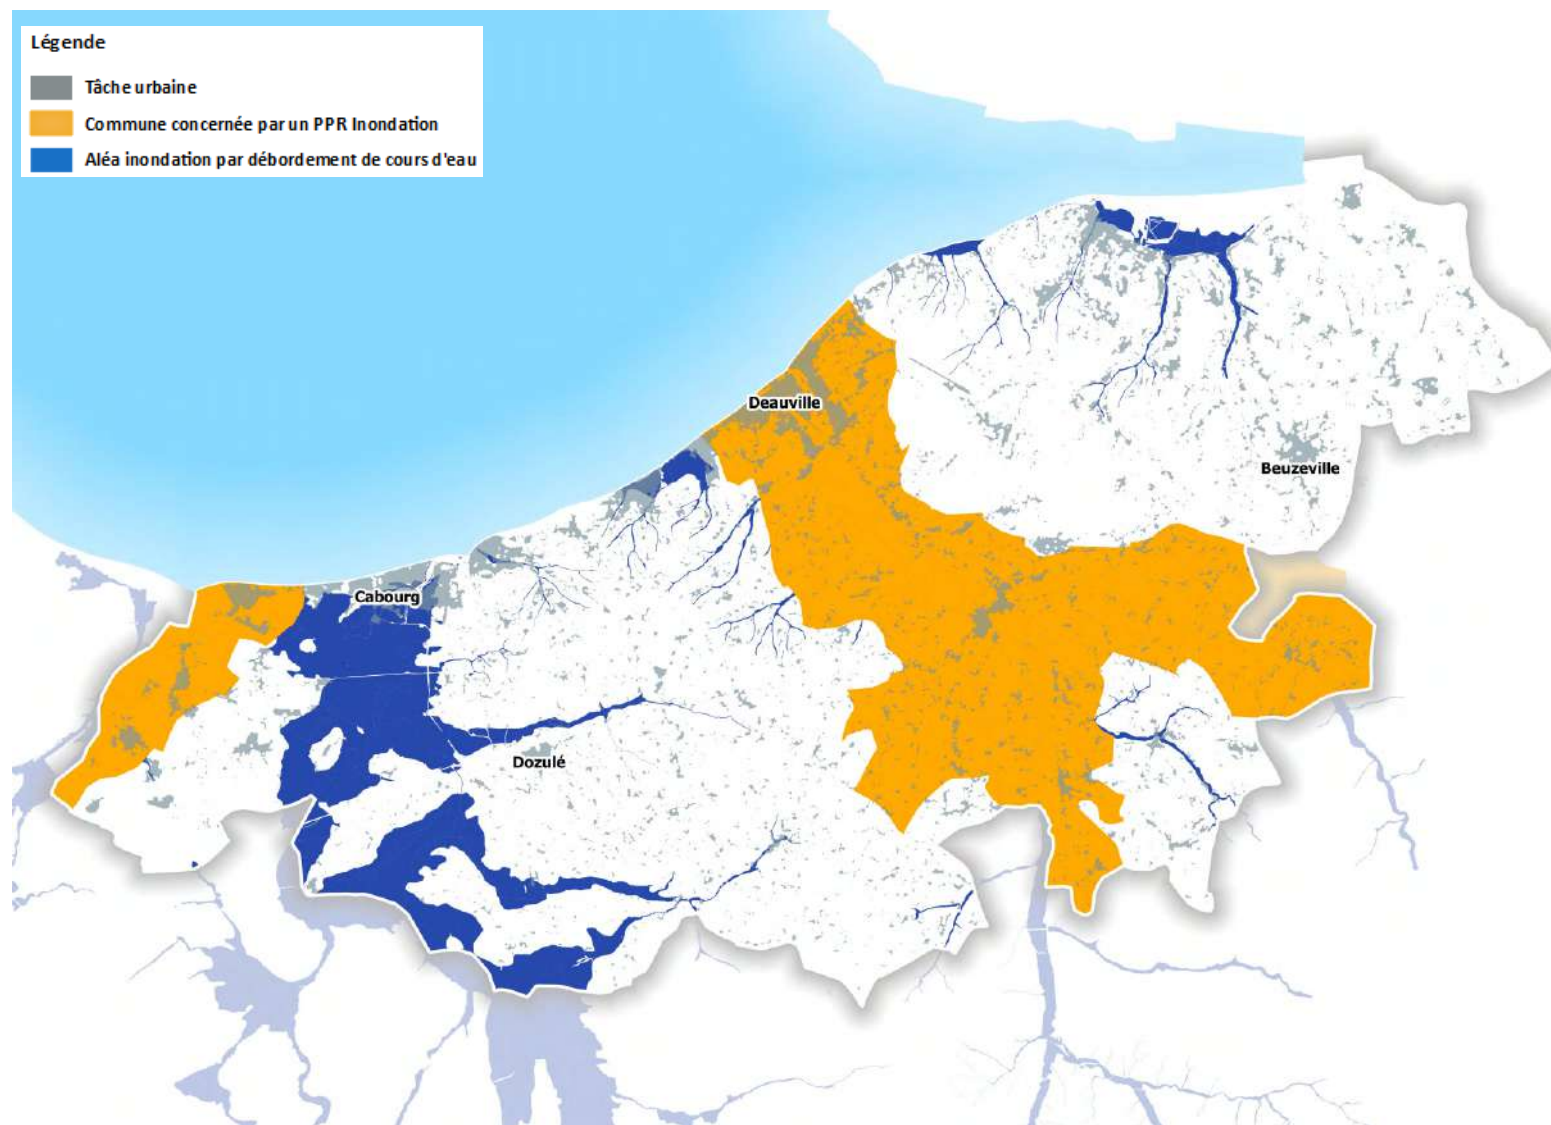 Légende
Tâche urbaine
Commune concernée par un PPR Inondation
Aléa inondation par débordement de cours d'eau
Deauville
Beuzeville
Cabourg
Dozulé